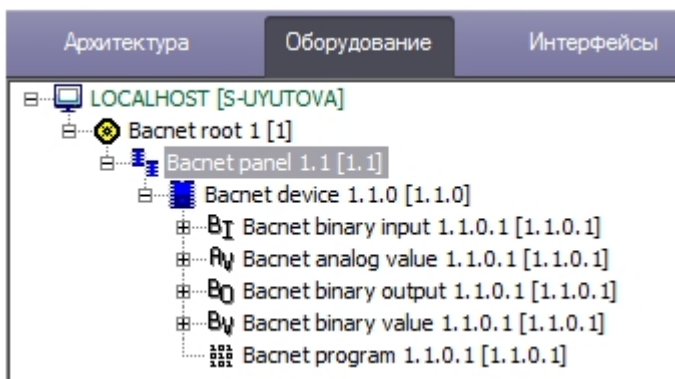 Архитектура Оборудование Интерфейсы
LOCALHOST [S-UYUTOVA]
Bacnet root 1 [1]
Bacnet panel 1.1 [1.1]
Bacnet device 1.1.0 [1.1.0]
BI Bacnet binary input 1.1.0.1 [1.1.0.1]
AV Bacnet analog value 1.1.0.1 [1.1.0.1]
BO Bacnet binary output 1.1.0.1 [1.1.0.1]
BV Bacnet binary value 1.1.0.1 [1.1.0.1]
Bacnet program 1.1.0.1 [1.1.0.1]